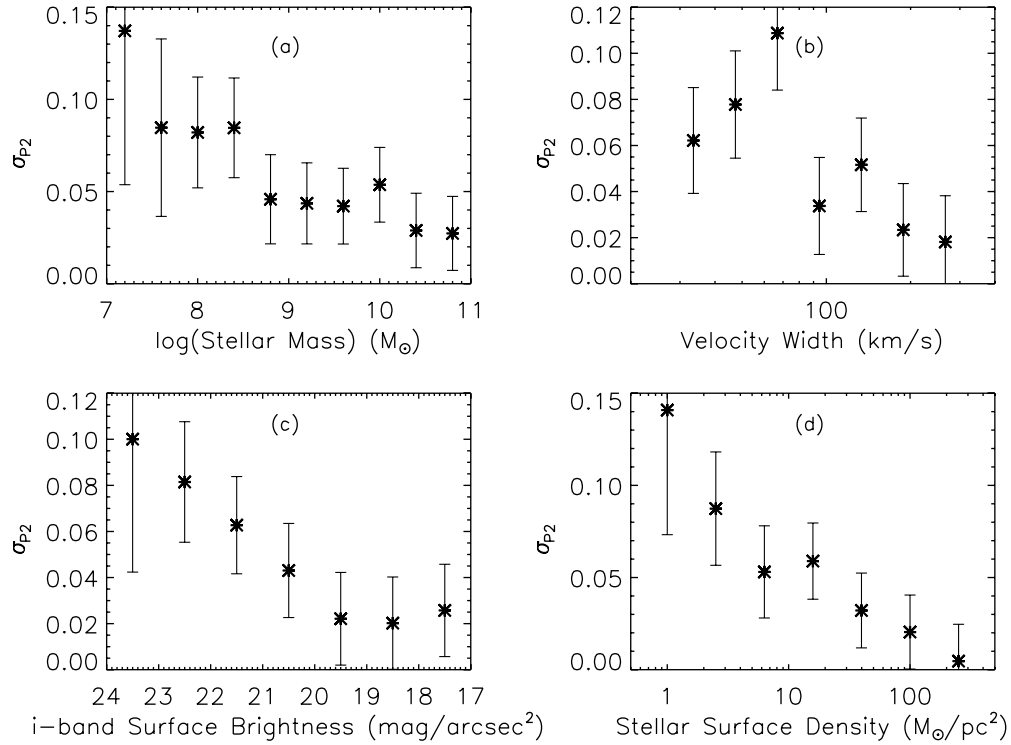 0.15
0.10
0.05
0.00
σP2
(a)
7 8 9 10 11
log(Stellar Mass) (M⊙)
0.12
0.10
0.08
0.06
0.04
0.02
0.00
σP2
(b)
100
Velocity Width (km/s)
0.12
0.10
0.08
0.06
0.04
0.02
0.00
σP2
(c)
24 23 22 21 20 19 18 17
i-band Surface Brightness (mag/arcsec²)
0.15
0.10
0.05
0.00
σP2
(d)
1 10 100
Stellar Surface Density (M⊙/pc²)